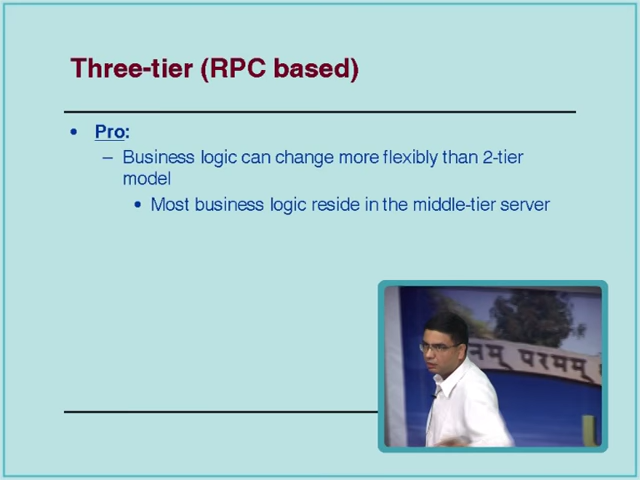 Three-tier (RPC based)
• Pro:
– Business logic can change more flexibly than 2-tier
model
• Most business logic reside in the middle-tier server
नम् परमम्